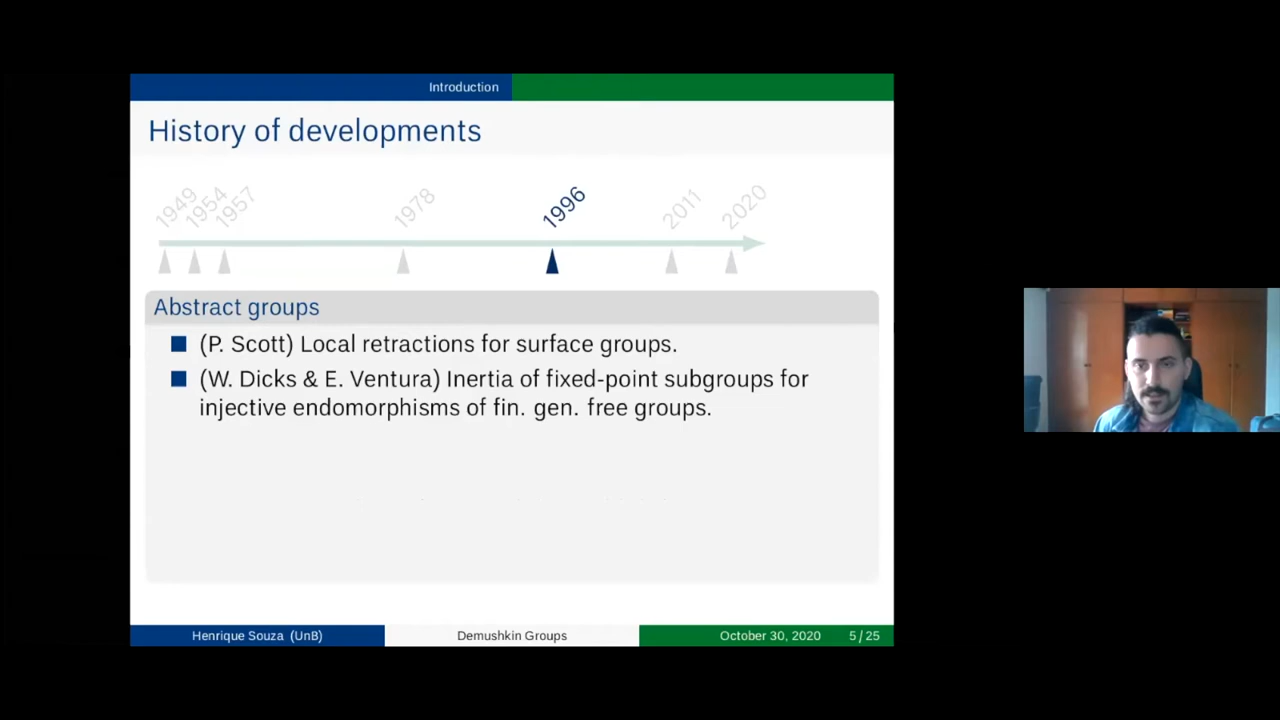 Introduction
History of developments
1949 1954 1957 1978 1996 2011 2020
Abstract groups
(P. Scott) Local retractions for surface groups.
(W. Dicks & E. Ventura) Inertia of fixed-point subgroups for
injective endomorphisms of fin. gen. free groups.
Henrique Souza (UnB) Demushkin Groups October 30, 2020 5 / 25